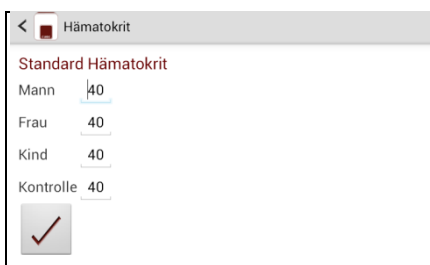 Hämatokrit
Standard Hämatokrit
Mann 40
Frau 40
Kind 40
Kontrolle 40